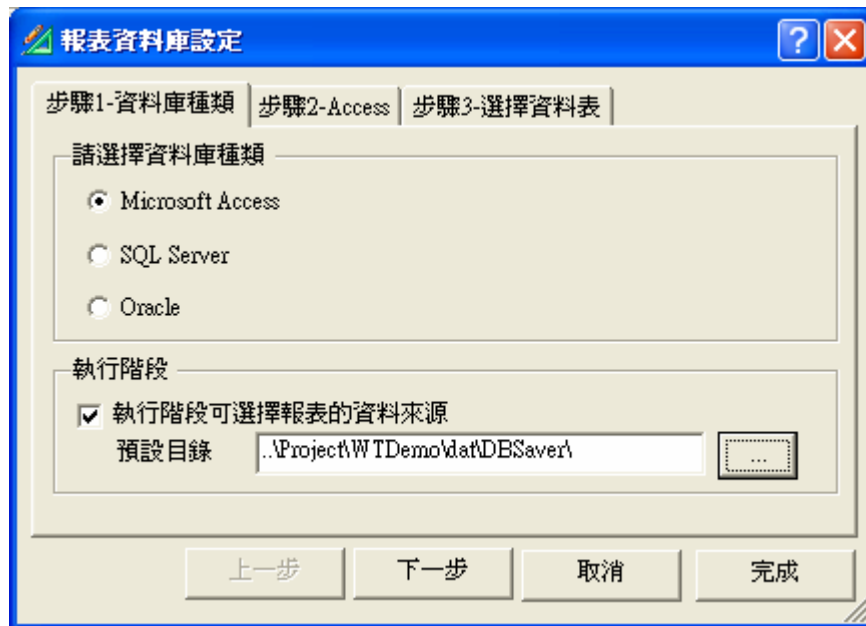 報表資料庫設定
步驟1-資料庫種類 步驟2-Access 步驟3-選擇資料表
請選擇資料庫種類
Microsoft Access
SQL Server
Oracle
執行階段
執行階段可選擇報表的資料來源
預設目錄 ..\Project\WTDemo\dat\DBSaver\ ...
上一步 下一步 取消 完成